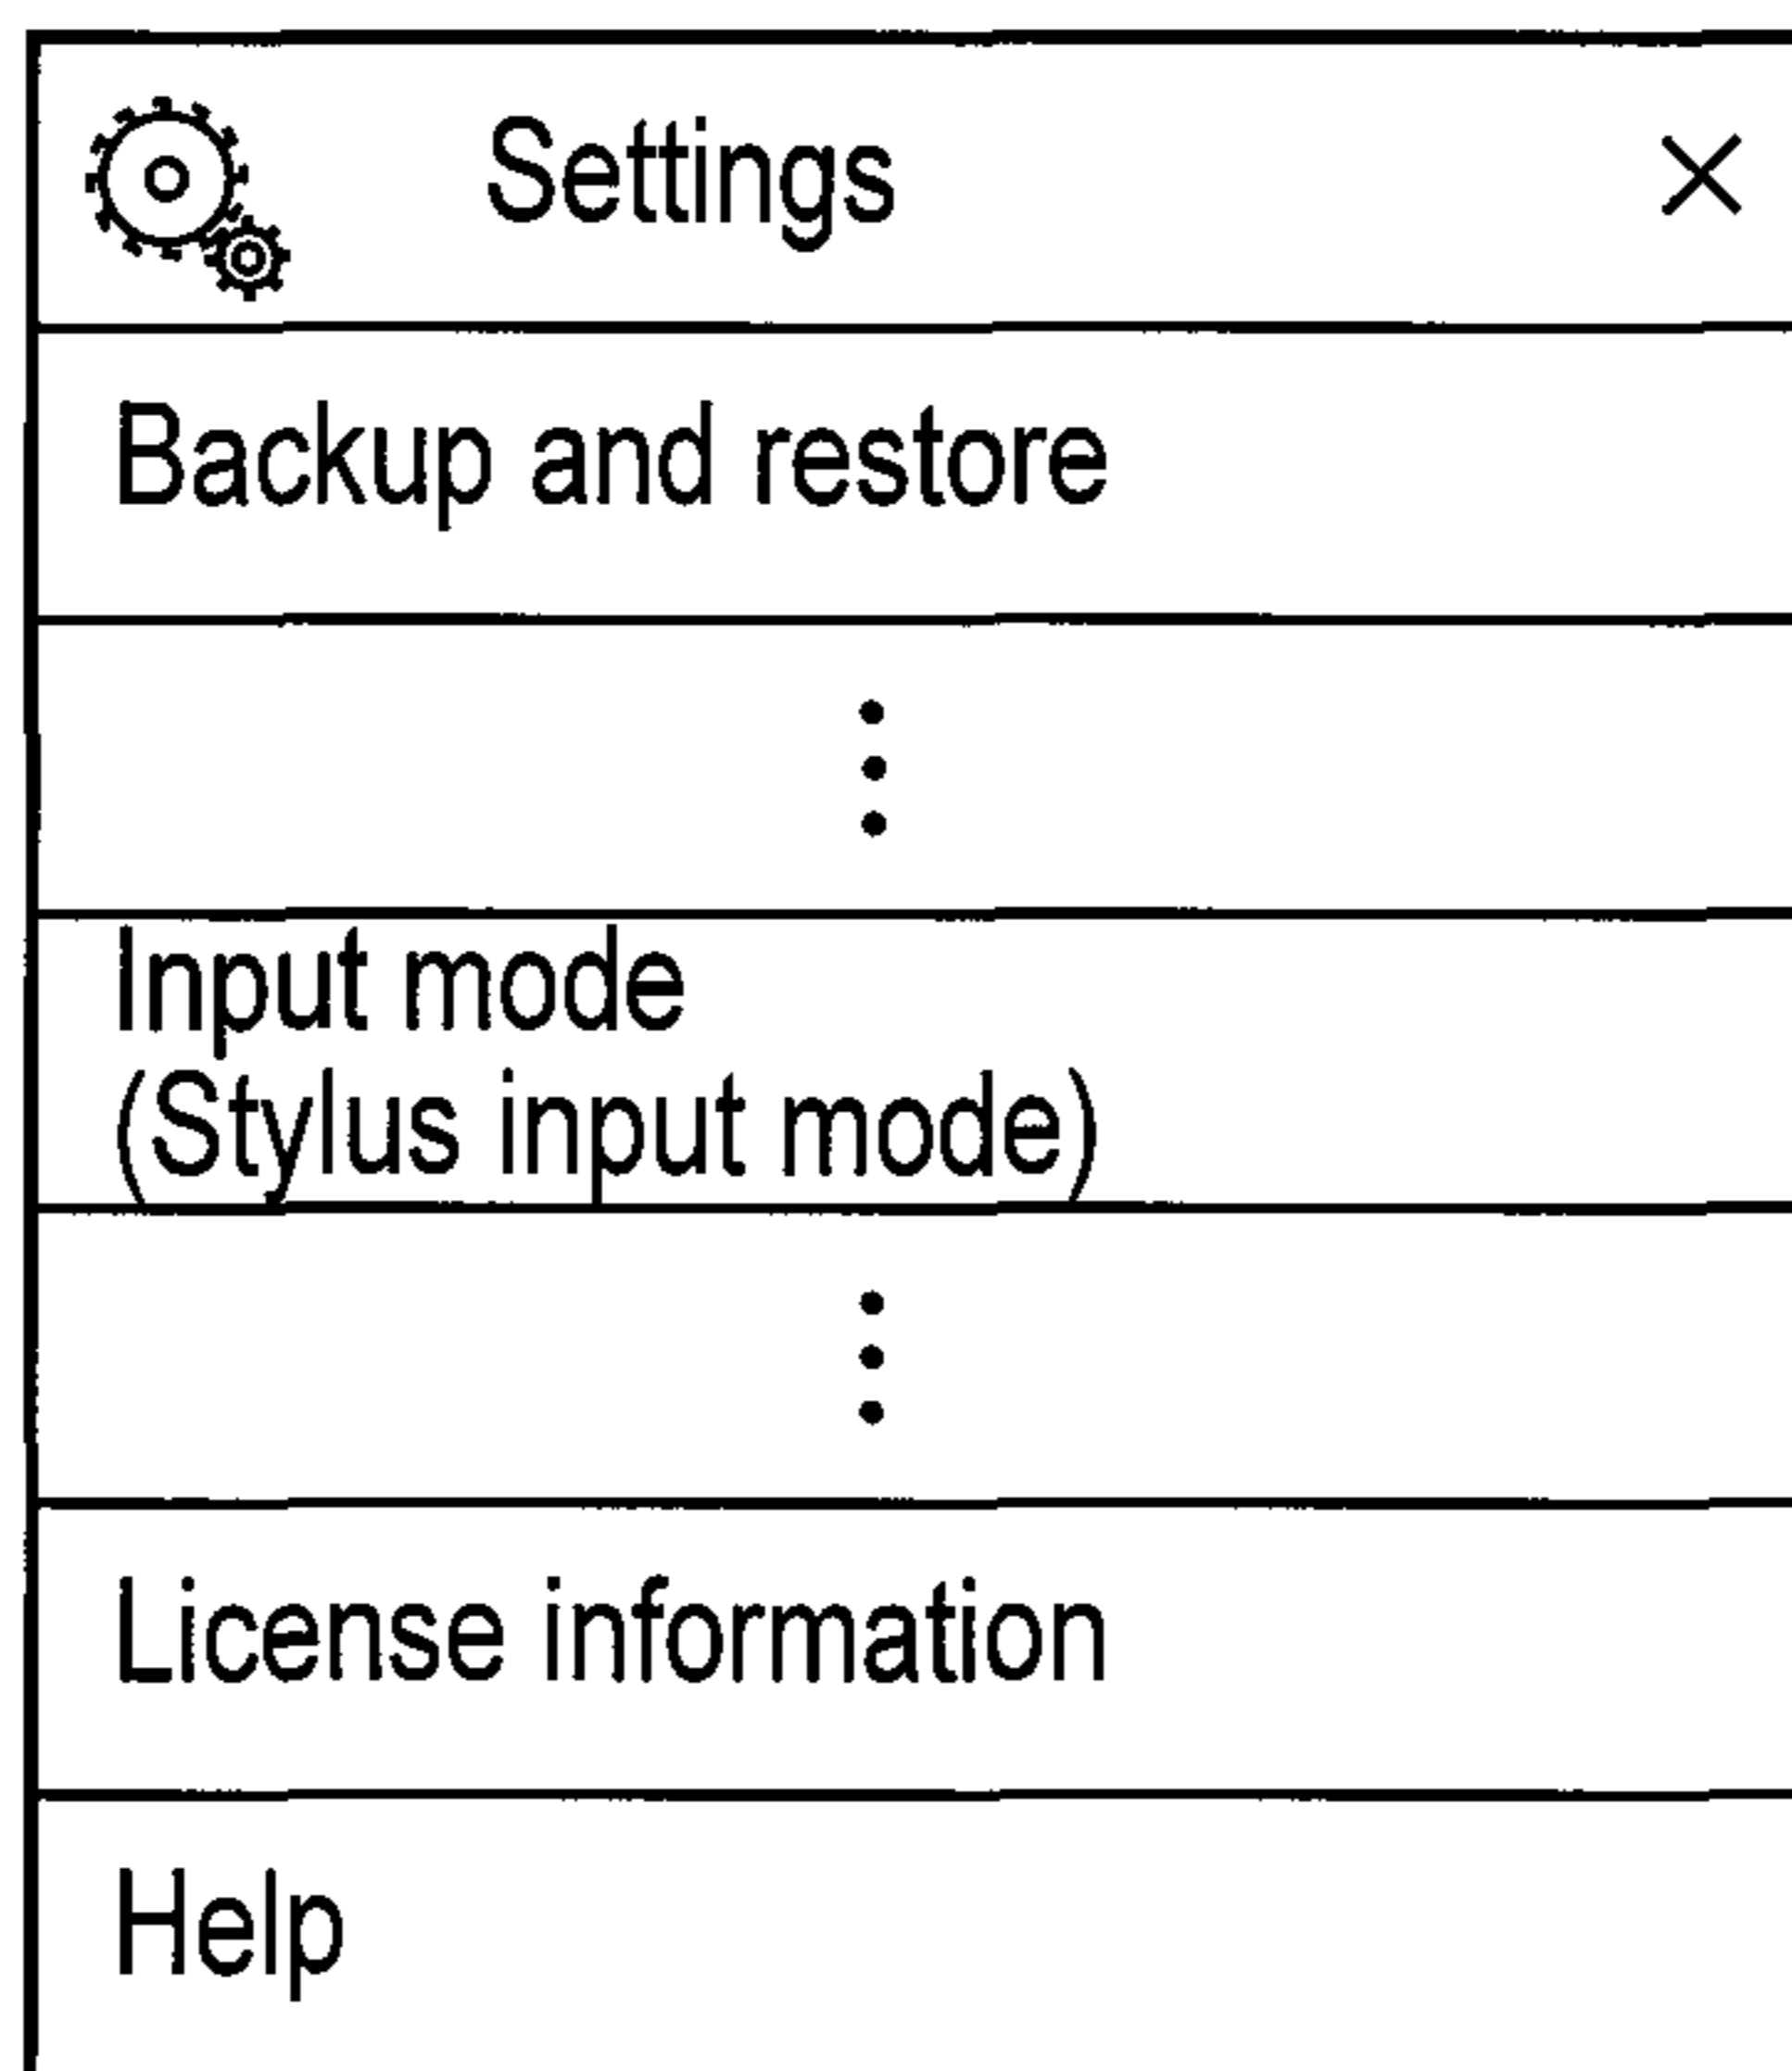 Settings
Backup and restore
Input mode
(Stylus input mode)
License information
Help